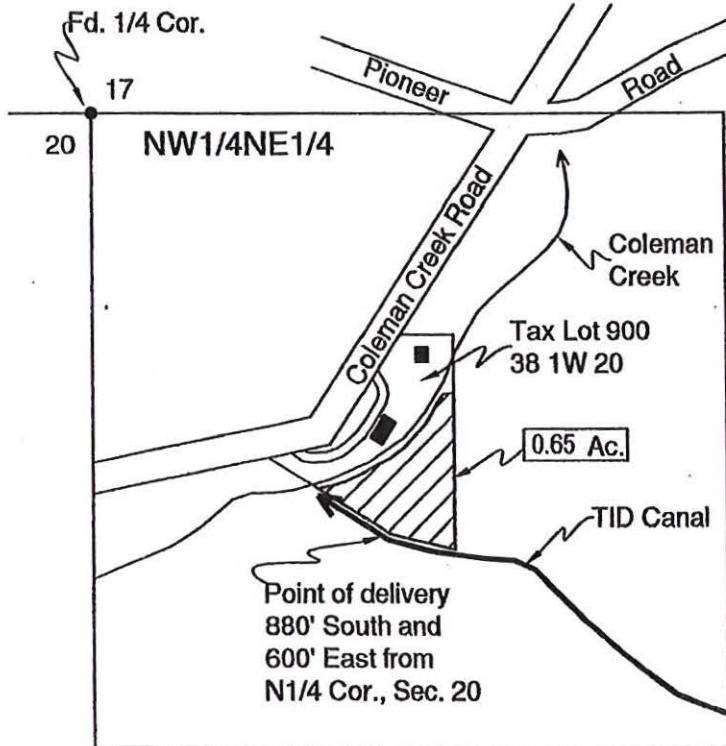 Fd. 1/4 Cor.
17
Pioneer
Road
20
NW1/4NE1/4
Coleman Creek Road
Coleman
Creek
Tax Lot 900
38 1W 20
0.65 Ac.
TID Canal
Point of delivery
880' South and
600' East from
N1/4 Cor., Sec. 20